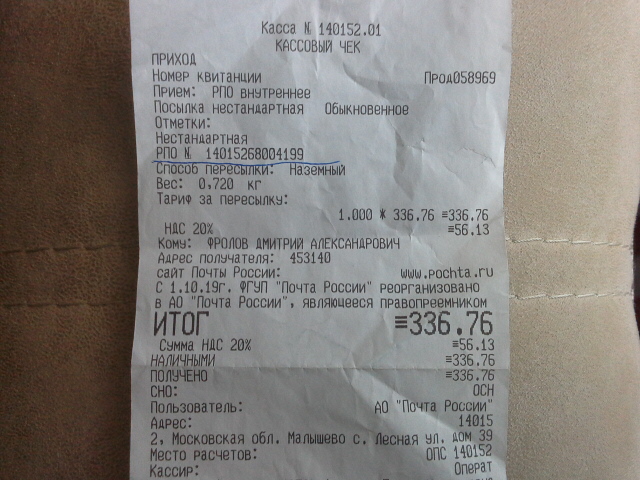 Касса № 140152.01
КАССОВЫЙ ЧЕК
ПРИХОД
Номер квитанции Прод058969
Прием: РПО внутреннее
Посылка нестандартная Обыкновенное
Отметки:
Нестандартная
РПО № 14015268004199
Способ пересылки: Наземный
Вес: 0,720 кг
Тариф за пересылку:
1.000 * 336.76 ≡336.76
НДС 20% ≡56.13
Кому: ФРОЛОВ ДМИТРИЙ АЛЕКСАНДРОВИЧ
Адрес получателя: 453140
сайт Почты России: www.pochta.ru
С 1.10.19г. ФГУП "Почта России" реорганизовано
в АО "Почта России", являющееся правопреемником
ИТОГ ≡336.76
Сумма НДС 20% ≡56.13
НАЛИЧНЫМИ ≡336.76
ПОЛУЧЕНО ≡336.76
СНО: ОСН
Пользователь: АО "Почта России"
Адрес: 14015
2, Московская обл. Малышево с. Лесная ул. дом 39
Место расчетов: ОПС 140152
Кассир: Операт